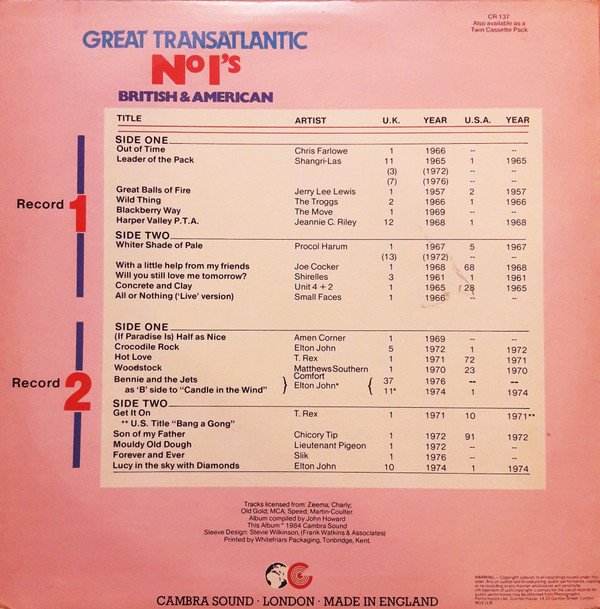 CR 137
Also available as a
Twin Cassette Pack
GREAT TRANSATLANTIC
No1's
BRITISH & AMERICAN
TITLE ARTIST U.K. YEAR U.S.A. YEAR
Record 1
SIDE ONE
Out of Time Chris Farlowe 1 1966 -- --
Leader of the Pack Shangri-Las 11 1965 1 1965
(3) (1972) -- --
(7) (1976) -- --
Great Balls of Fire Jerry Lee Lewis 1 1957 2 1957
Wild Thing The Troggs 2 1966 1 1966
Blackberry Way The Move 1 1969 -- --
Harper Valley P.T.A. Jeannie C. Riley 12 1968 1 1968
SIDE TWO
Whiter Shade of Pale Procol Harum 1 1967 5 1967
(13) (1972) -- --
With a little help from my friends Joe Cocker 1 1968 68 1968
Will you still love me tomorrow? Shirelles 3 1961 1 1961
Concrete and Clay Unit 4 + 2 1 1965 28 1965
All or Nothing ('Live' version) Small Faces 1 1966 -- --
Record 2
SIDE ONE
(If Paradise Is) Half as Nice Amen Corner 1 1969 -- --
Crocodile Rock Elton John 5 1972 1 1972
Hot Love T. Rex 1 1971 72 1971
Woodstock Matthews Southern Comfort 1 1970 23 1970
Bennie and the Jets } Elton John* { 37 1976 -- --
as 'B' side to "Candle in the Wind" 11* 1974 1 1974
SIDE TWO
Get It On T. Rex 1 1971 10 1971**
** U.S. Title "Bang a Gong"
Son of my Father Chicory Tip 1 1972 91 1972
Mouldy Old Dough Lieutenant Pigeon 1 1972 -- --
Forever and Ever Slik 1 1976 -- --
Lucy in the sky with Diamonds Elton John 10 1974 1 1974
Tracks licensed from: Zeema; Charly;
Old Gold; MCA; Speed; Martin-Coulter.
Album compiled by John Howard
This Album ℗ 1984 Cambra Sound
Sleeve Design: Stevie Wilkinson, (Frank Watkins & Associates)
Printed by Whitefriars Packaging, Tonbridge, Kent.
CAMBRA SOUND · LONDON · MADE IN ENGLAND